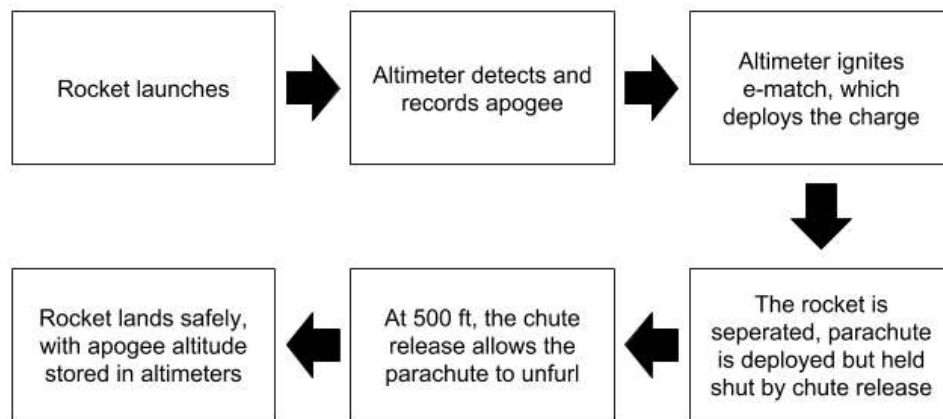 Rocket launches
Altimeter detects and
records apogee
Altimeter ignites
e-match, which
deploys the charge
The rocket is
seperated, parachute
is deployed but held
shut by chute release
At 500 ft, the chute
release allows the
parachute to unfurl
Rocket lands safely,
with apogee altitude
stored in altimeters